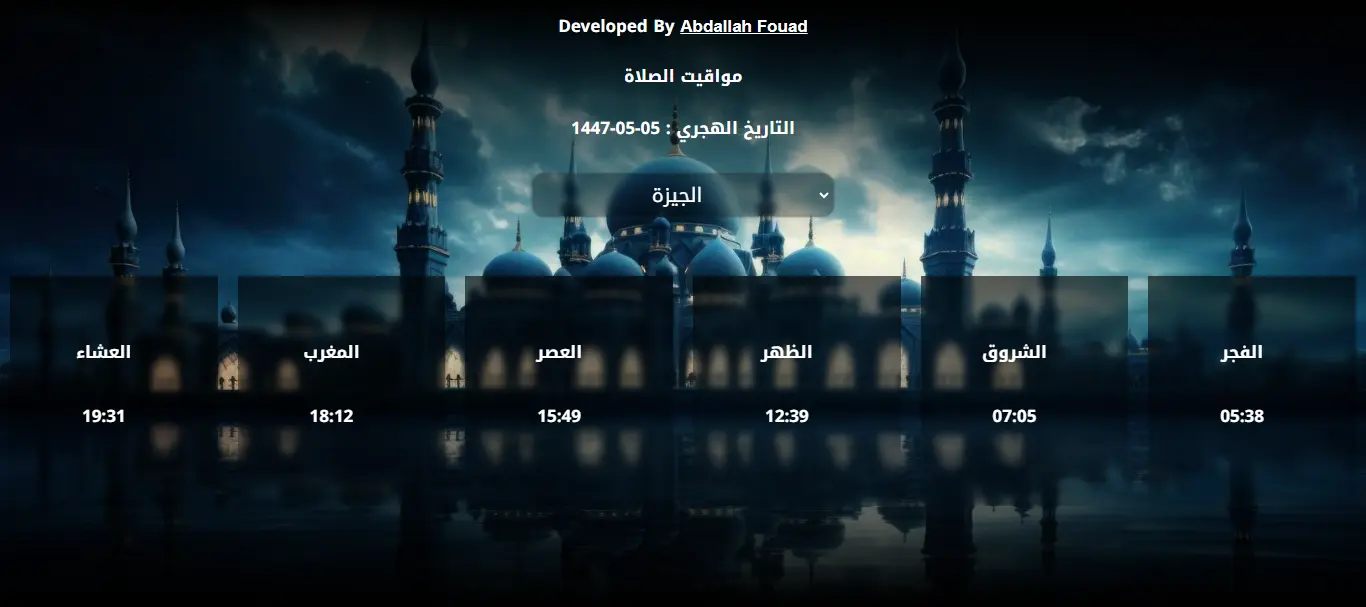 Developed By Abdallah Fouad
مواقيت الصلاة
التاريخ الهجري : 05-05-1447
الجيزة
الفجر
05:38
الشروق
07:05
الظهر
12:39
العصر
15:49
المغرب
18:12
العشاء
19:31